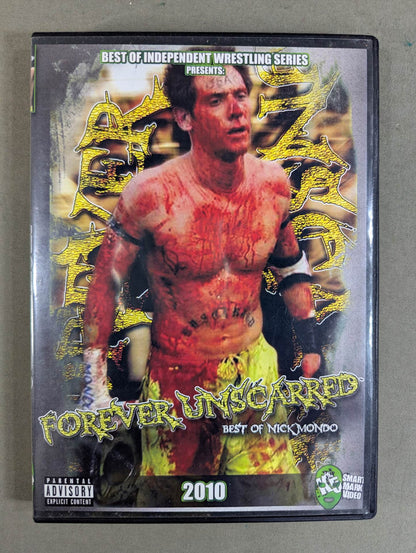 BEST OF INDEPENDENT WRESTLING SERIES
PRESENTS:
FOREVER UNSCARRED
BEST OF NICK MONDO
PARENTAL
ADVISORY
EXPLICIT CONTENT
2010
SMART
MARK
VIDEO